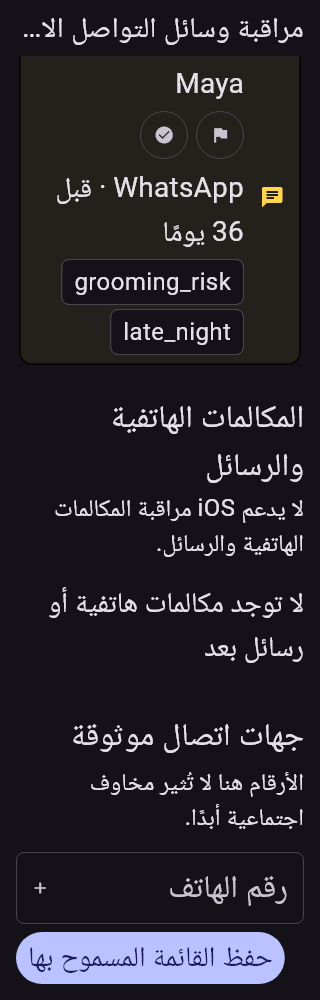 مراقبة وسائل التواصل الا...
Maya
WhatsApp · قبل
36 يومًا
grooming_risk
late_night
المكالمات الهاتفية
والرسائل
لا يدعم iOS مراقبة المكالمات
الهاتفية والرسائل.
لا توجد مكالمات هاتفية أو
رسائل بعد
جهات اتصال موثوقة
الأرقام هنا لا تُثير مخاوف
اجتماعية أبدًا.
رقم الهاتف +
حفظ القائمة المسموح بها